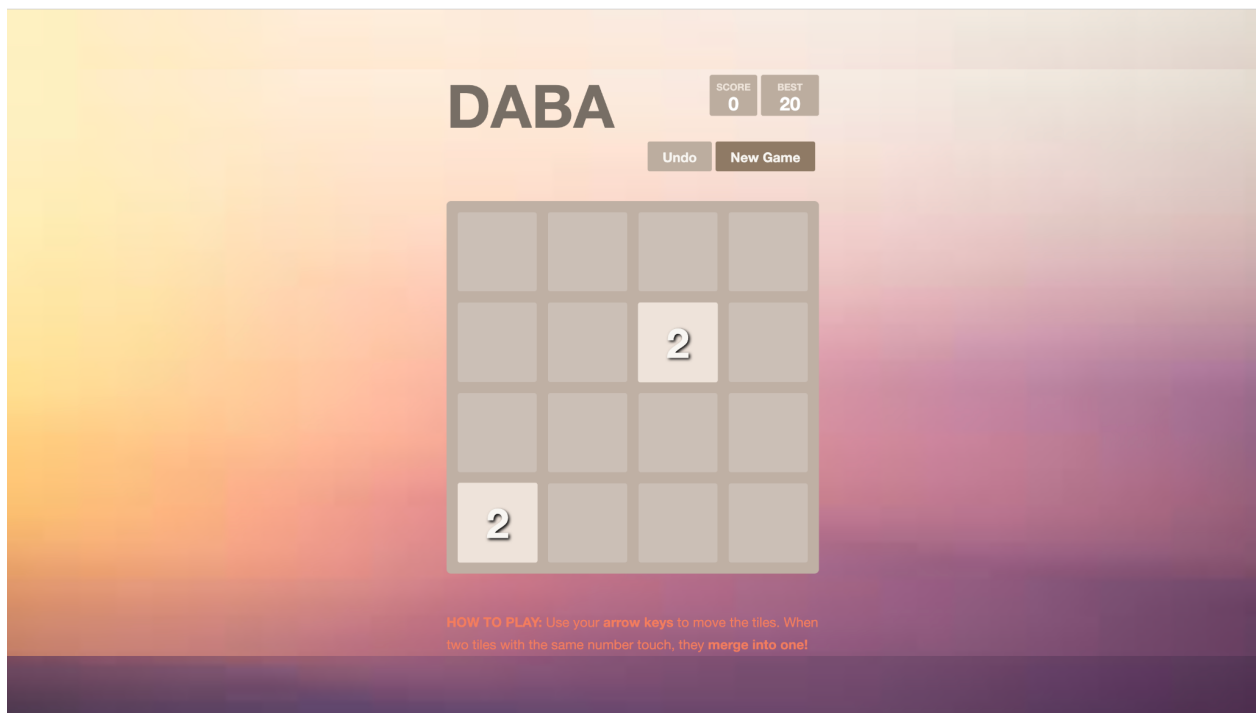 DABA
SCORE
0
BEST
20
Undo
New Game
2
2
HOW TO PLAY: Use your arrow keys to move the tiles. When
two tiles with the same number touch, they merge into one!